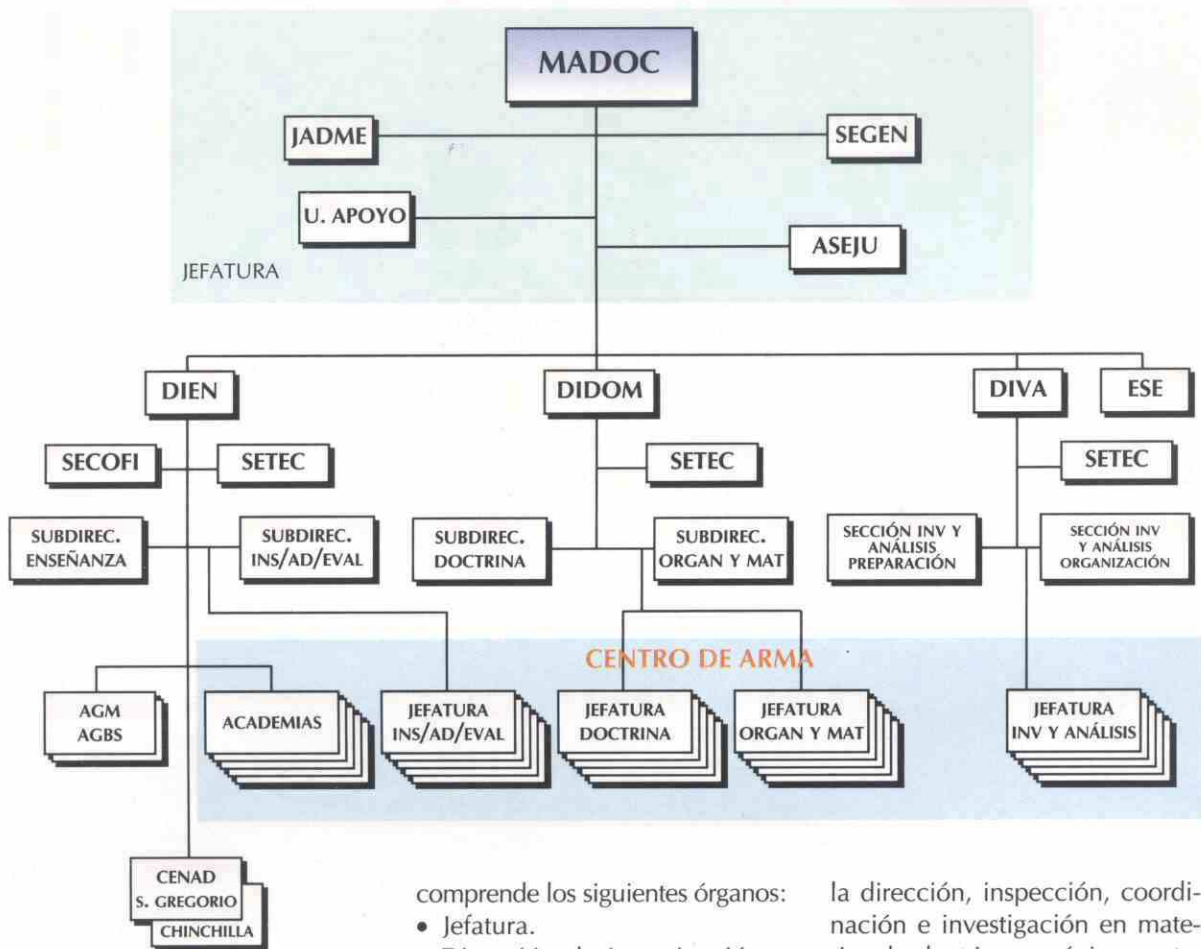 MADOC
JADME
SEGEN
U. APOYO
ASEJU
JEFATURA
DIEN
DIDOM
DIVA
ESE
SECOFI
SETEC
SETEC
SETEC
SUBDIREC.
ENSEÑANZA
SUBDIREC.
INS/AD/EVAL
SUBDIREC.
DOCTRINA
SUBDIREC.
ORGAN Y MAT
SECCIÓN INV Y
ANÁLISIS
PREPARACIÓN
SECCIÓN INV
Y ANÁLISIS
ORGANIZACIÓN
CENTRO DE ARMA
AGM
AGBS
ACADEMIAS
JEFATURA
INS/AD/EVAL
JEFATURA
DOCTRINA
JEFATURA
ORGAN Y MAT
JEFATURA
INV Y ANÁLISIS
CENAD
S. GREGORIO
CHINCHILLA
comprende los siguientes órganos:
• Jefatura.
la dirección, inspección, coordi-
nación e investigación en mate-